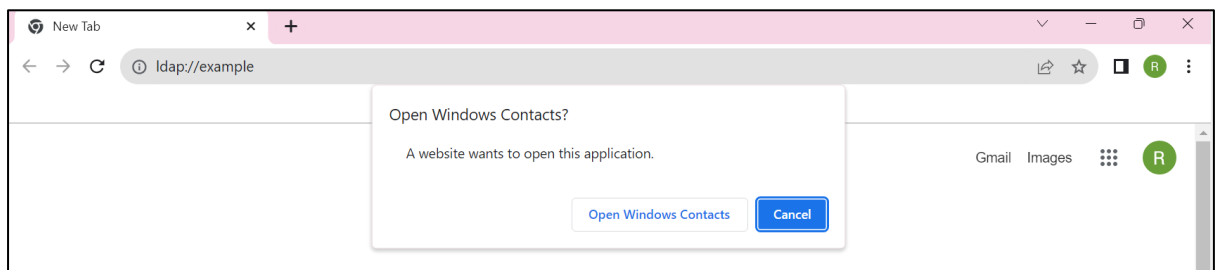 New Tab
ldap://example
R
Open Windows Contacts?
A website wants to open this application.
Gmail Images R
Open Windows Contacts Cancel